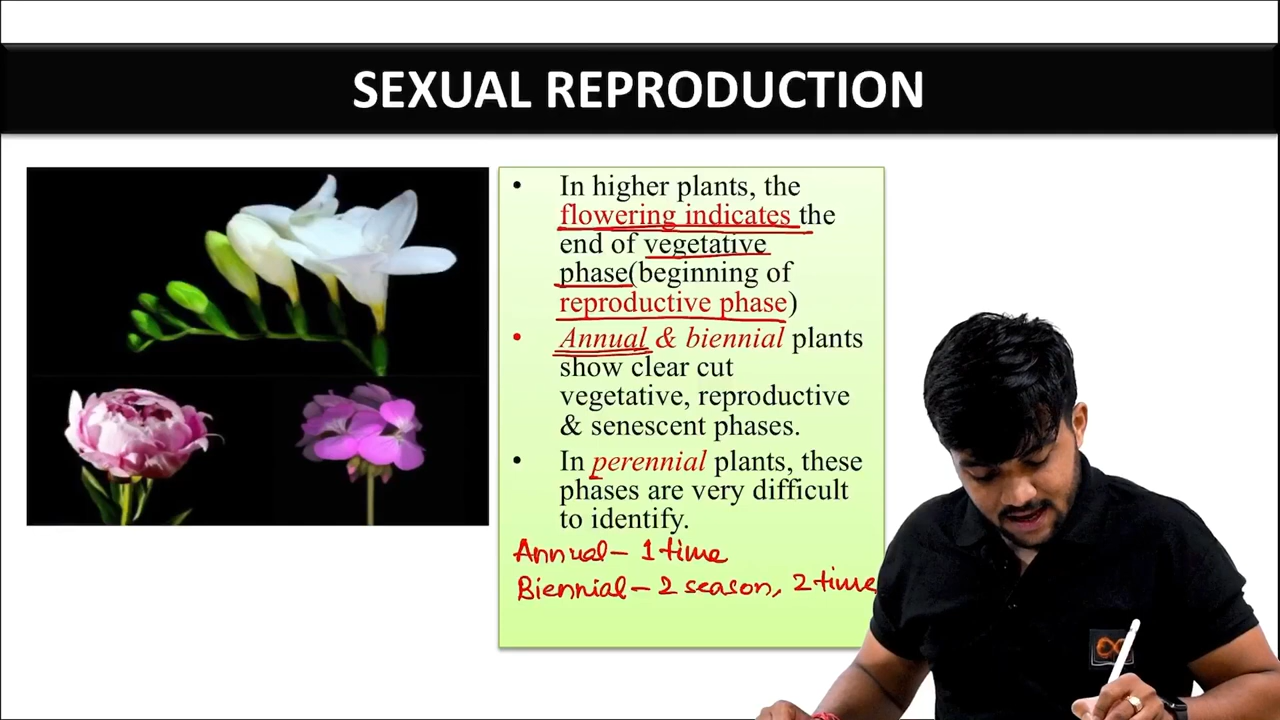 SEXUAL REPRODUCTION
• In higher plants, the
flowering indicates the
end of vegetative
phase(beginning of
reproductive phase)
• Annual & biennial plants
show clear cut
vegetative, reproductive
& senescent phases.
• In perennial plants, these
phases are very difficult
to identify.
Annual - 1 time
Biennial - 2 season, 2 time